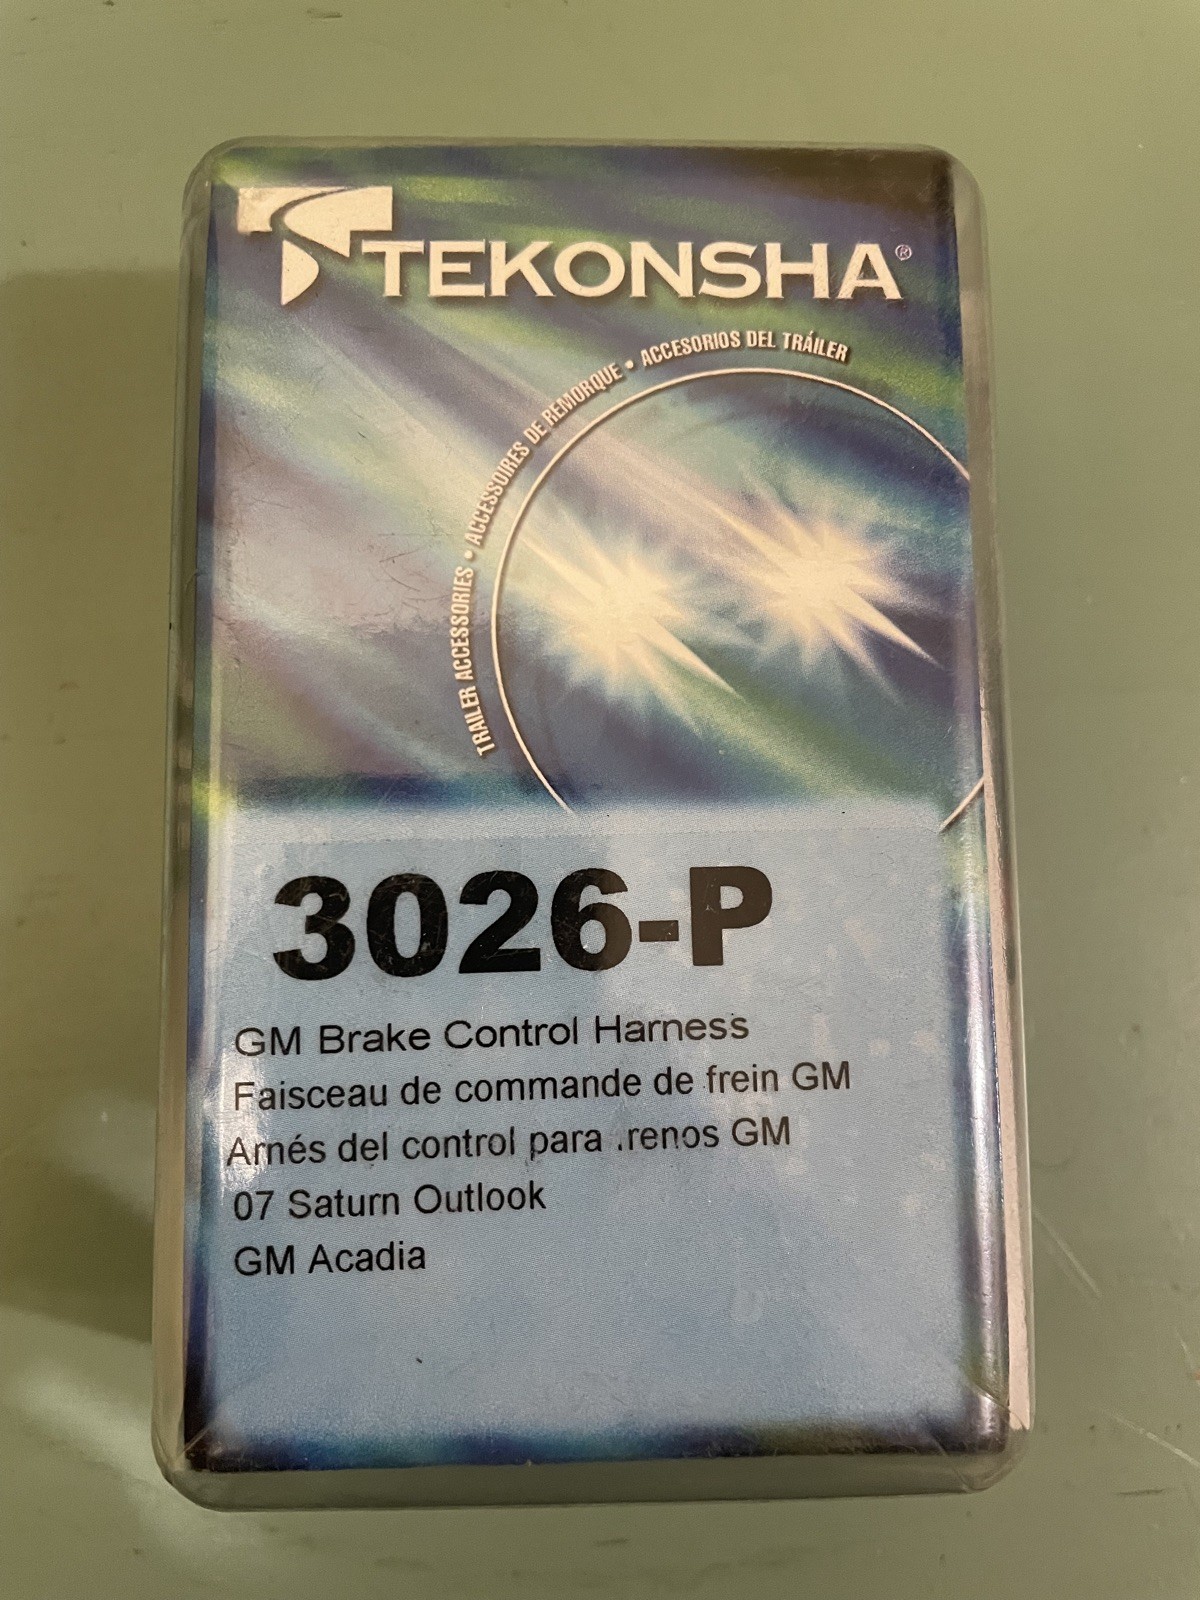 TEKONSHA®
TRAILER ACCESSORIES • ACCESSOIRES DE REMORQUE • ACCESORIOS DEL TRÁILER
3026-P
GM Brake Control Harness
Faisceau de commande de frein GM
Arnés del control para .renos GM
07 Saturn Outlook
GM Acadia